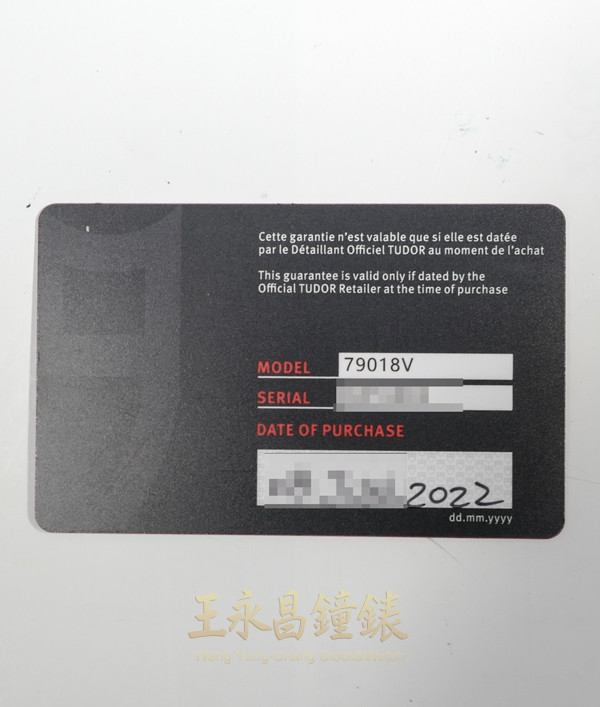 Cette garantie n'est valable que si elle est datée
par le Détaillant Officiel TUDOR au moment de l'achat
This guarantee is valid only if dated by the
Official TUDOR Retailer at the time of purchase
MODEL 79018V
SERIAL
DATE OF PURCHASE
2022
dd.mm.yyyy
王永昌鐘錶